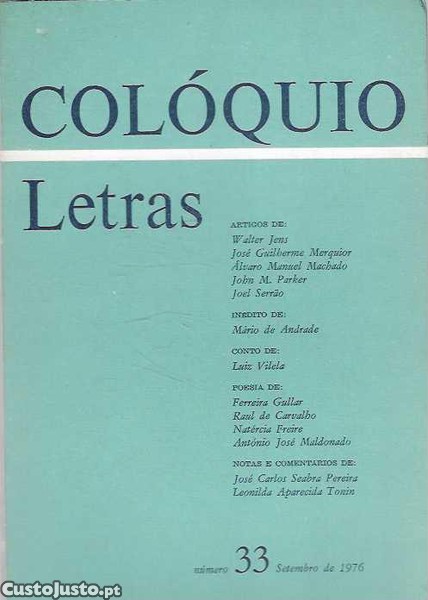 COLÓQUIO
Letras
ARTIGOS DE:
Walter Jens
José Guilherme Merquior
Álvaro Manuel Machado
John M. Parker
Joel Serrão
INÉDITO DE:
Mário de Andrade
CONTO DE:
Luiz Vilela
POESIA DE:
Ferreira Gullar
Raul de Carvalho
Natércia Freire
António José Maldonado
NOTAS E COMENTÁRIOS DE:
José Carlos Seabra Pereira
Leonilda Aparecida Tonin
número 33 Setembro de 1976
CustoJusto.pt